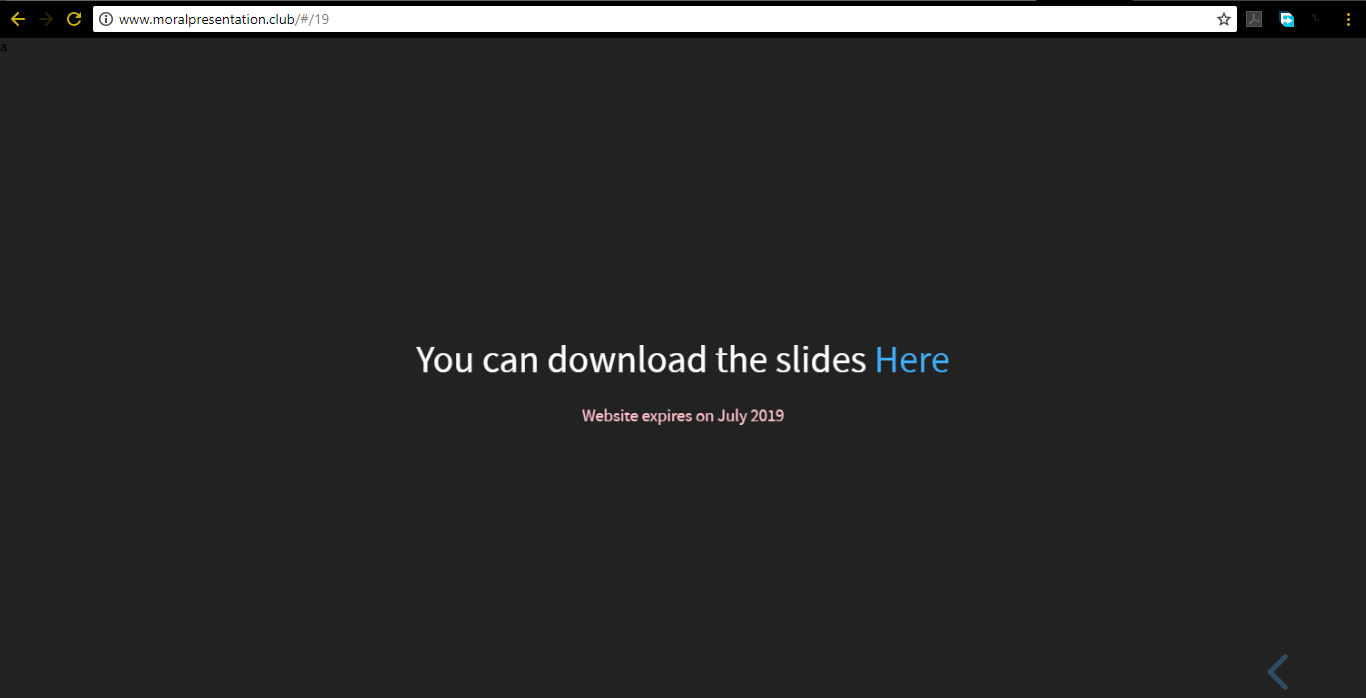 www.moralpresentation.club/#/19
a
You can download the slides Here
Website expires on July 2019